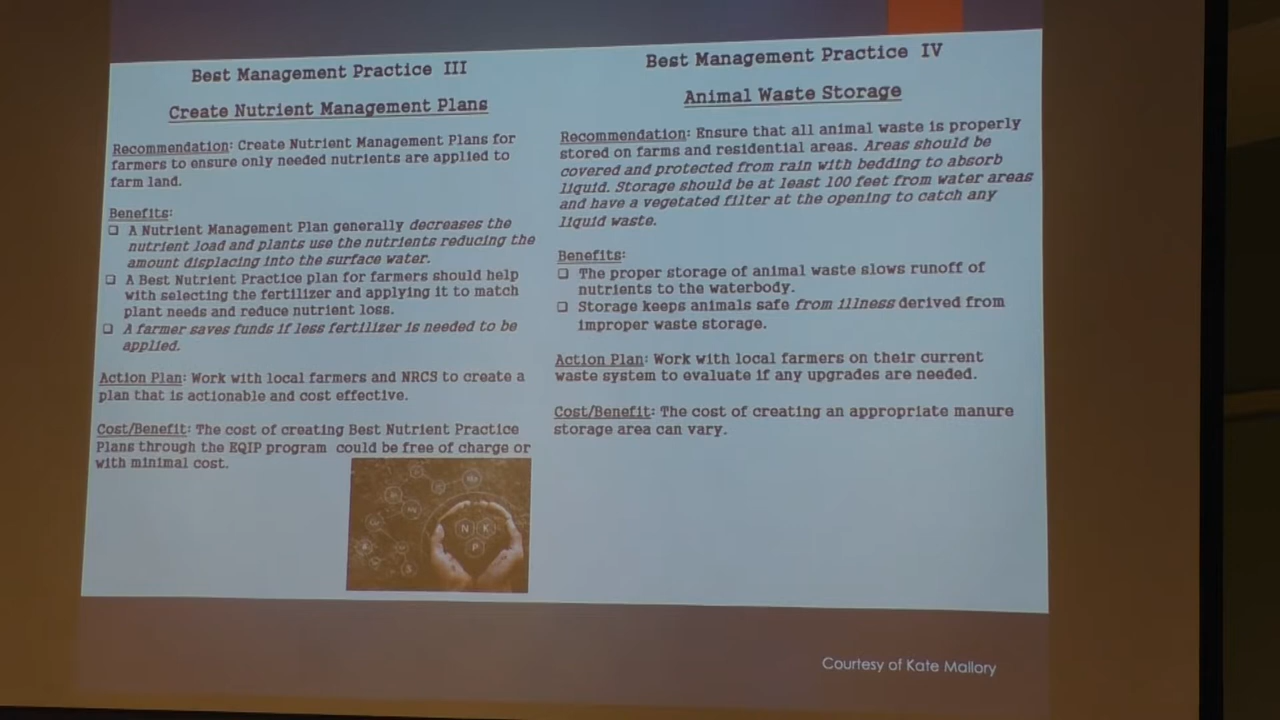 Best Management Practice III
Create Nutrient Management Plans
Recommendation: Create Nutrient Management Plans for
farmers to ensure only needed nutrients are applied to
farm land.
Benefits:
❑ A Nutrient Management Plan generally decreases the
nutrient load and plants use the nutrients reducing the
amount displacing into the surface water.
❑ A Best Nutrient Practice plan for farmers should help
with selecting the fertilizer and applying it to match
plant needs and reduce nutrient loss.
❑ A farmer saves funds if less fertilizer is needed to be
applied.
Action Plan: Work with local farmers and NRCS to create a
plan that is actionable and cost effective.
Cost/Benefit: The cost of creating Best Nutrient Practice
Plans through the EQIP program could be free of charge or
with minimal cost.
N K
P
Best Management Practice IV
Animal Waste Storage
Recommendation: Ensure that all animal waste is properly
stored on farms and residential areas. Areas should be
covered and protected from rain with bedding to absorb
liquid. Storage should be at least 100 feet from water areas
and have a vegetated filter at the opening to catch any
liquid waste.
Benefits:
❑ The proper storage of animal waste slows runoff of
nutrients to the waterbody.
❑ Storage keeps animals safe from illness derived from
improper waste storage.
Action Plan: Work with local farmers on their current
waste system to evaluate if any upgrades are needed.
Cost/Benefit: The cost of creating an appropriate manure
storage area can vary.
Courtesy of Kate Mallory